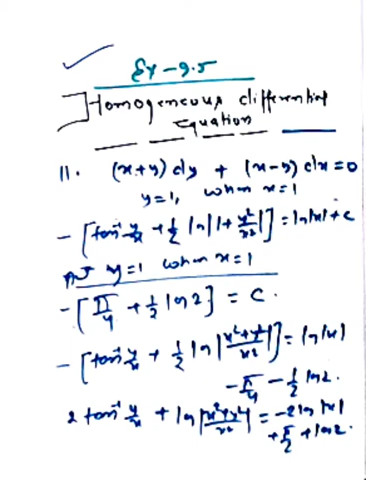 Ex - 9.5
Homogeneous differential
Equation
11. (x+y) dy + (x-y) dx = 0
y=1, when x=1
- [tan⁻¹ y/x + 1/2 ln|1 + y²/x²|] = ln|x| + c
Put y=1 when x=1
- [π/4 + 1/2 ln 2] = C.
- [tan⁻¹ y/x + 1/2 ln|x²+y²/x²|] = ln|x|
- π/4 - 1/2 ln 2.
2 tan⁻¹ y/x + ln|x²+y²/x²| = -2 ln|x|
+ π/2 + ln 2.